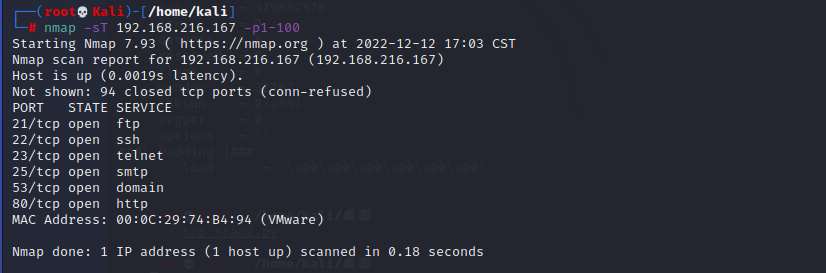 ┌──(root💀Kali)-[/home/kali]
└─# nmap -sT 192.168.216.167 -p1-100
Starting Nmap 7.93 ( https://nmap.org ) at 2022-12-12 17:03 CST
Nmap scan report for 192.168.216.167 (192.168.216.167)
Host is up (0.0019s latency).
Not shown: 94 closed tcp ports (conn-refused)
PORT   STATE SERVICE
21/tcp open  ftp
22/tcp open  ssh
23/tcp open  telnet
25/tcp open  smtp
53/tcp open  domain
80/tcp open  http
MAC Address: 00:0C:29:74:B4:94 (VMware)
Nmap done: 1 IP address (1 host up) scanned in 0.18 seconds